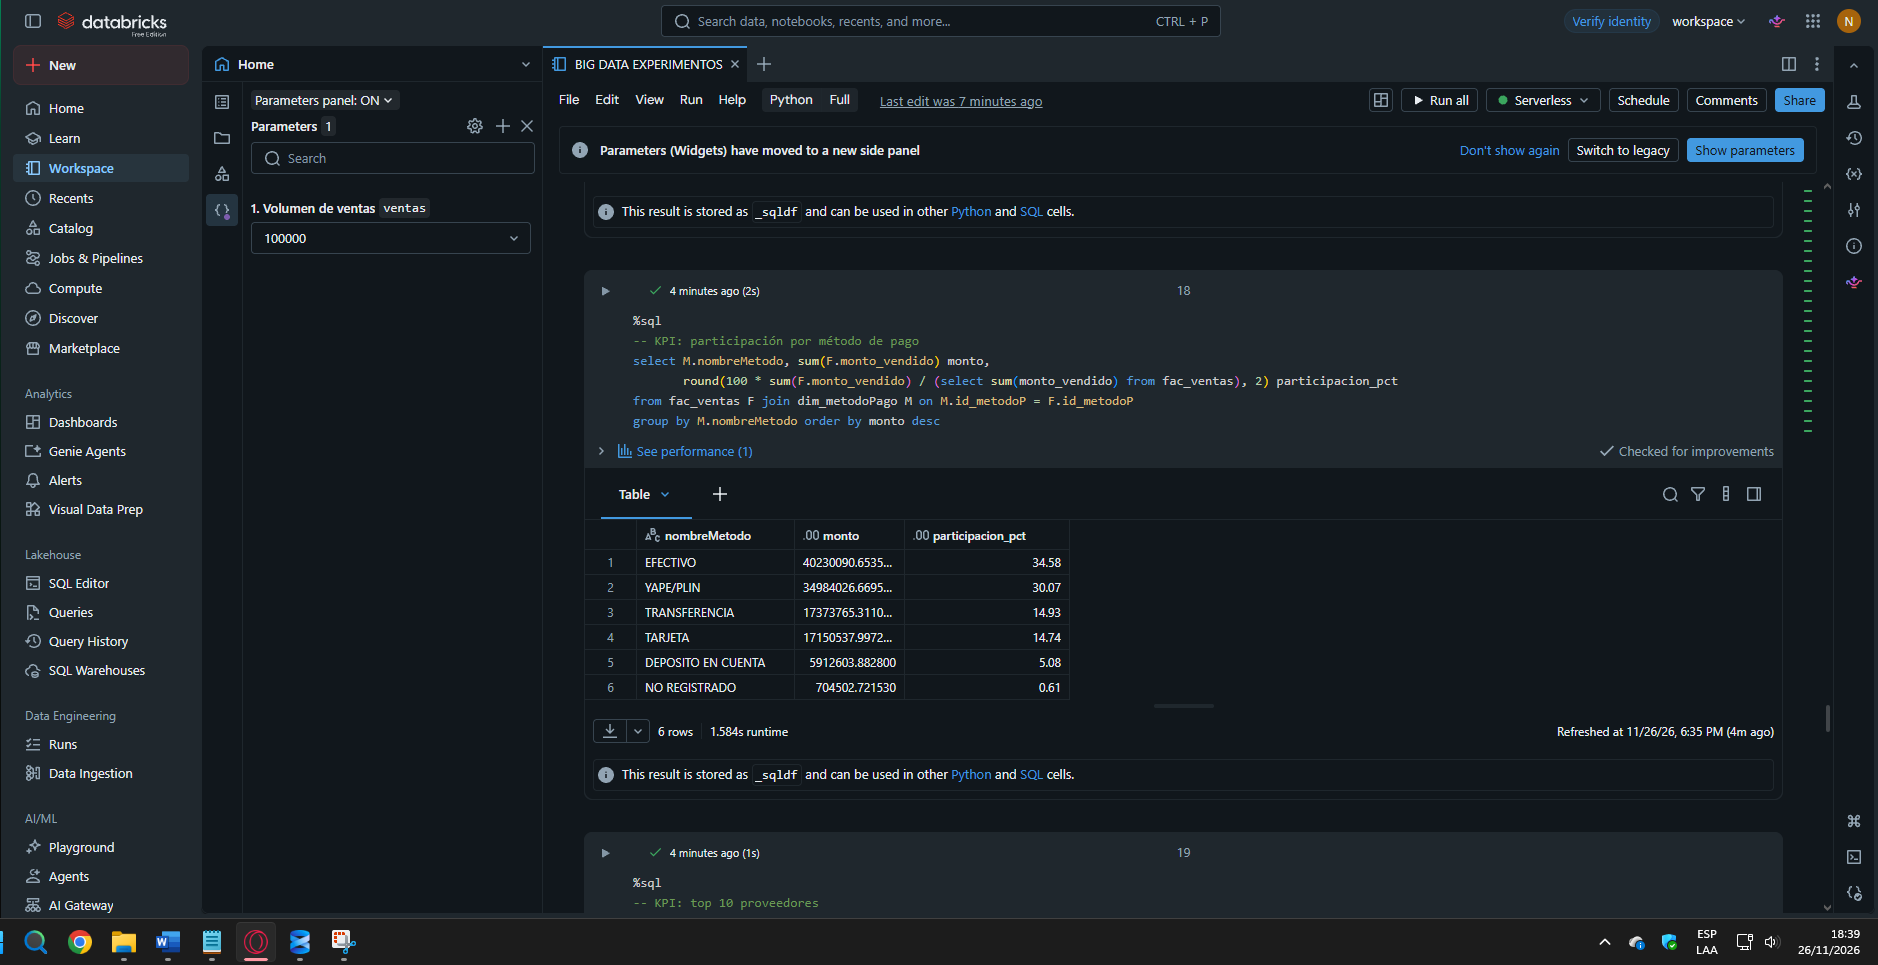 databricks
Free Edition
Search data, notebooks, recents, and more...
CTRL + P
Verify identity
workspace
N
New
Home
Learn
Workspace
Recents
Catalog
Jobs & Pipelines
Compute
Discover
Marketplace
Analytics
Dashboards
Genie Agents
Alerts
Visual Data Prep
Lakehouse
SQL Editor
Queries
Query History
SQL Warehouses
Data Engineering
Runs
Data Ingestion
AI/ML
Playground
Agents
AI Gateway
Home
Parameters panel: ON
Parameters 1
Search
1. Volumen de ventas ventas
100000
BIG DATA EXPERIMENTOS
File Edit View Run Help Python Full Last edit was 7 minutes ago
Run all Serverless Schedule Comments Share
Parameters (Widgets) have moved to a new side panel
Don't show again Switch to legacy Show parameters
This result is stored as _sqldf and can be used in other Python and SQL cells.
4 minutes ago (2s)
18
%sql
-- KPI: participación por método de pago
select M.nombreMetodo, sum(F.monto_vendido) monto,
round(100 * sum(F.monto_vendido) / (select sum(monto_vendido) from fac_ventas), 2) participacion_pct
from fac_ventas F join dim_metodoPago M on M.id_metodoP = F.id_metodoP
group by M.nombreMetodo order by monto desc
See performance (1)
Checked for improvements
Table
nombreMetodo .00 monto .00 participacion_pct
1 EFECTIVO 40230090.6535... 34.58
2 YAPE/PLIN 34984026.6695... 30.07
3 TRANSFERENCIA 17373765.3110... 14.93
4 TARJETA 17150537.9972... 14.74
5 DEPOSITO EN CUENTA 5912603.882800 5.08
6 NO REGISTRADO 704502.721530 0.61
6 rows 1.584s runtime
Refreshed at 11/26/26, 6:35 PM (4m ago)
This result is stored as _sqldf and can be used in other Python and SQL cells.
4 minutes ago (1s)
19
%sql
-- KPI: top 10 proveedores
ESP
LAA
18:39
26/11/2026